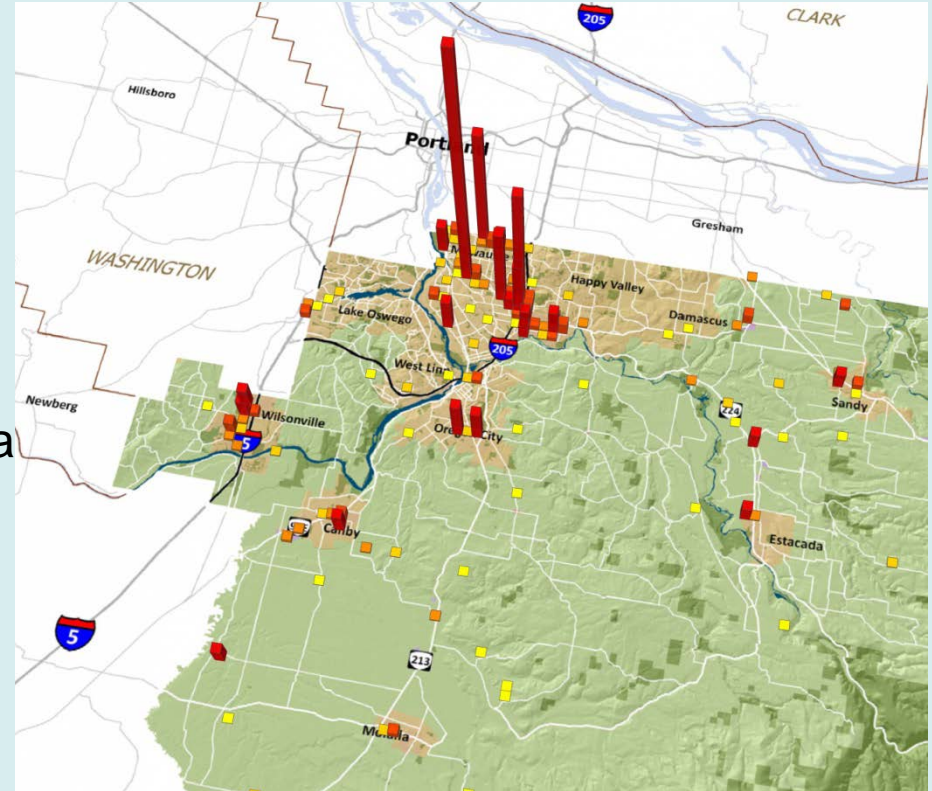 205
CLARK
Hillsboro
Portland
Gresham
WASHINGTON
Happy Valley
Lake Oswego
Damascus
205
West Linn
Newberg
Sandy
224
Wilsonville
Oregon City
a
5
Canby
Estacada
5
213